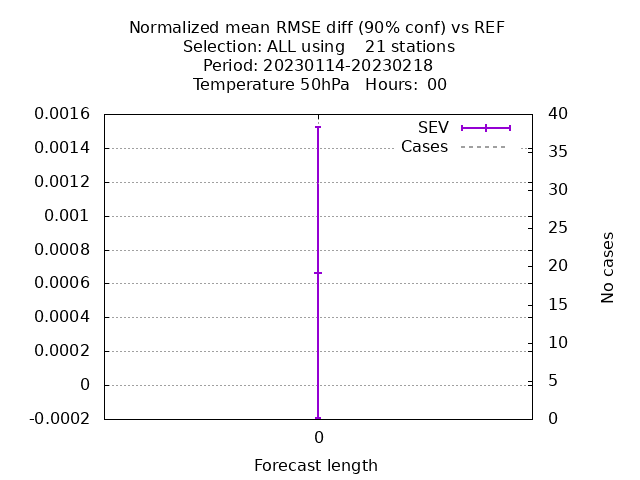 Normalized mean RMSE diff (90% conf) vs REF
Selection: ALL using    21 stations
Period: 20230114-20230218
Temperature 50hPa   Hours:  00
0.0016
0.0014
0.0012
0.001
0.0008
0.0006
0.0004
0.0002
0
-0.0002
SEV
Cases
40
35
30
25
20
15
10
5
0
No cases
0
Forecast length